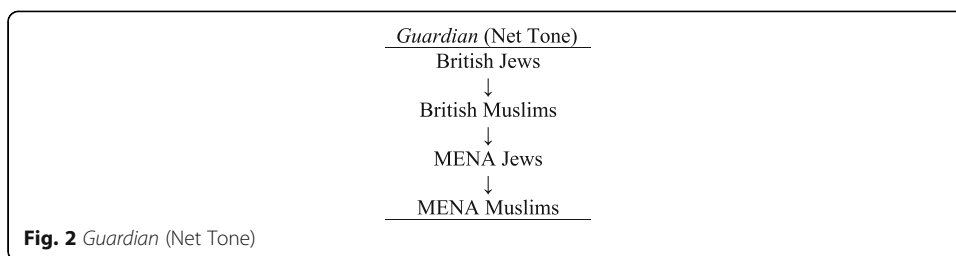 Guardian (Net Tone)
British Jews
↓
British Muslims
↓
MENA Jews
↓
MENA Muslims
Fig. 2 Guardian (Net Tone)